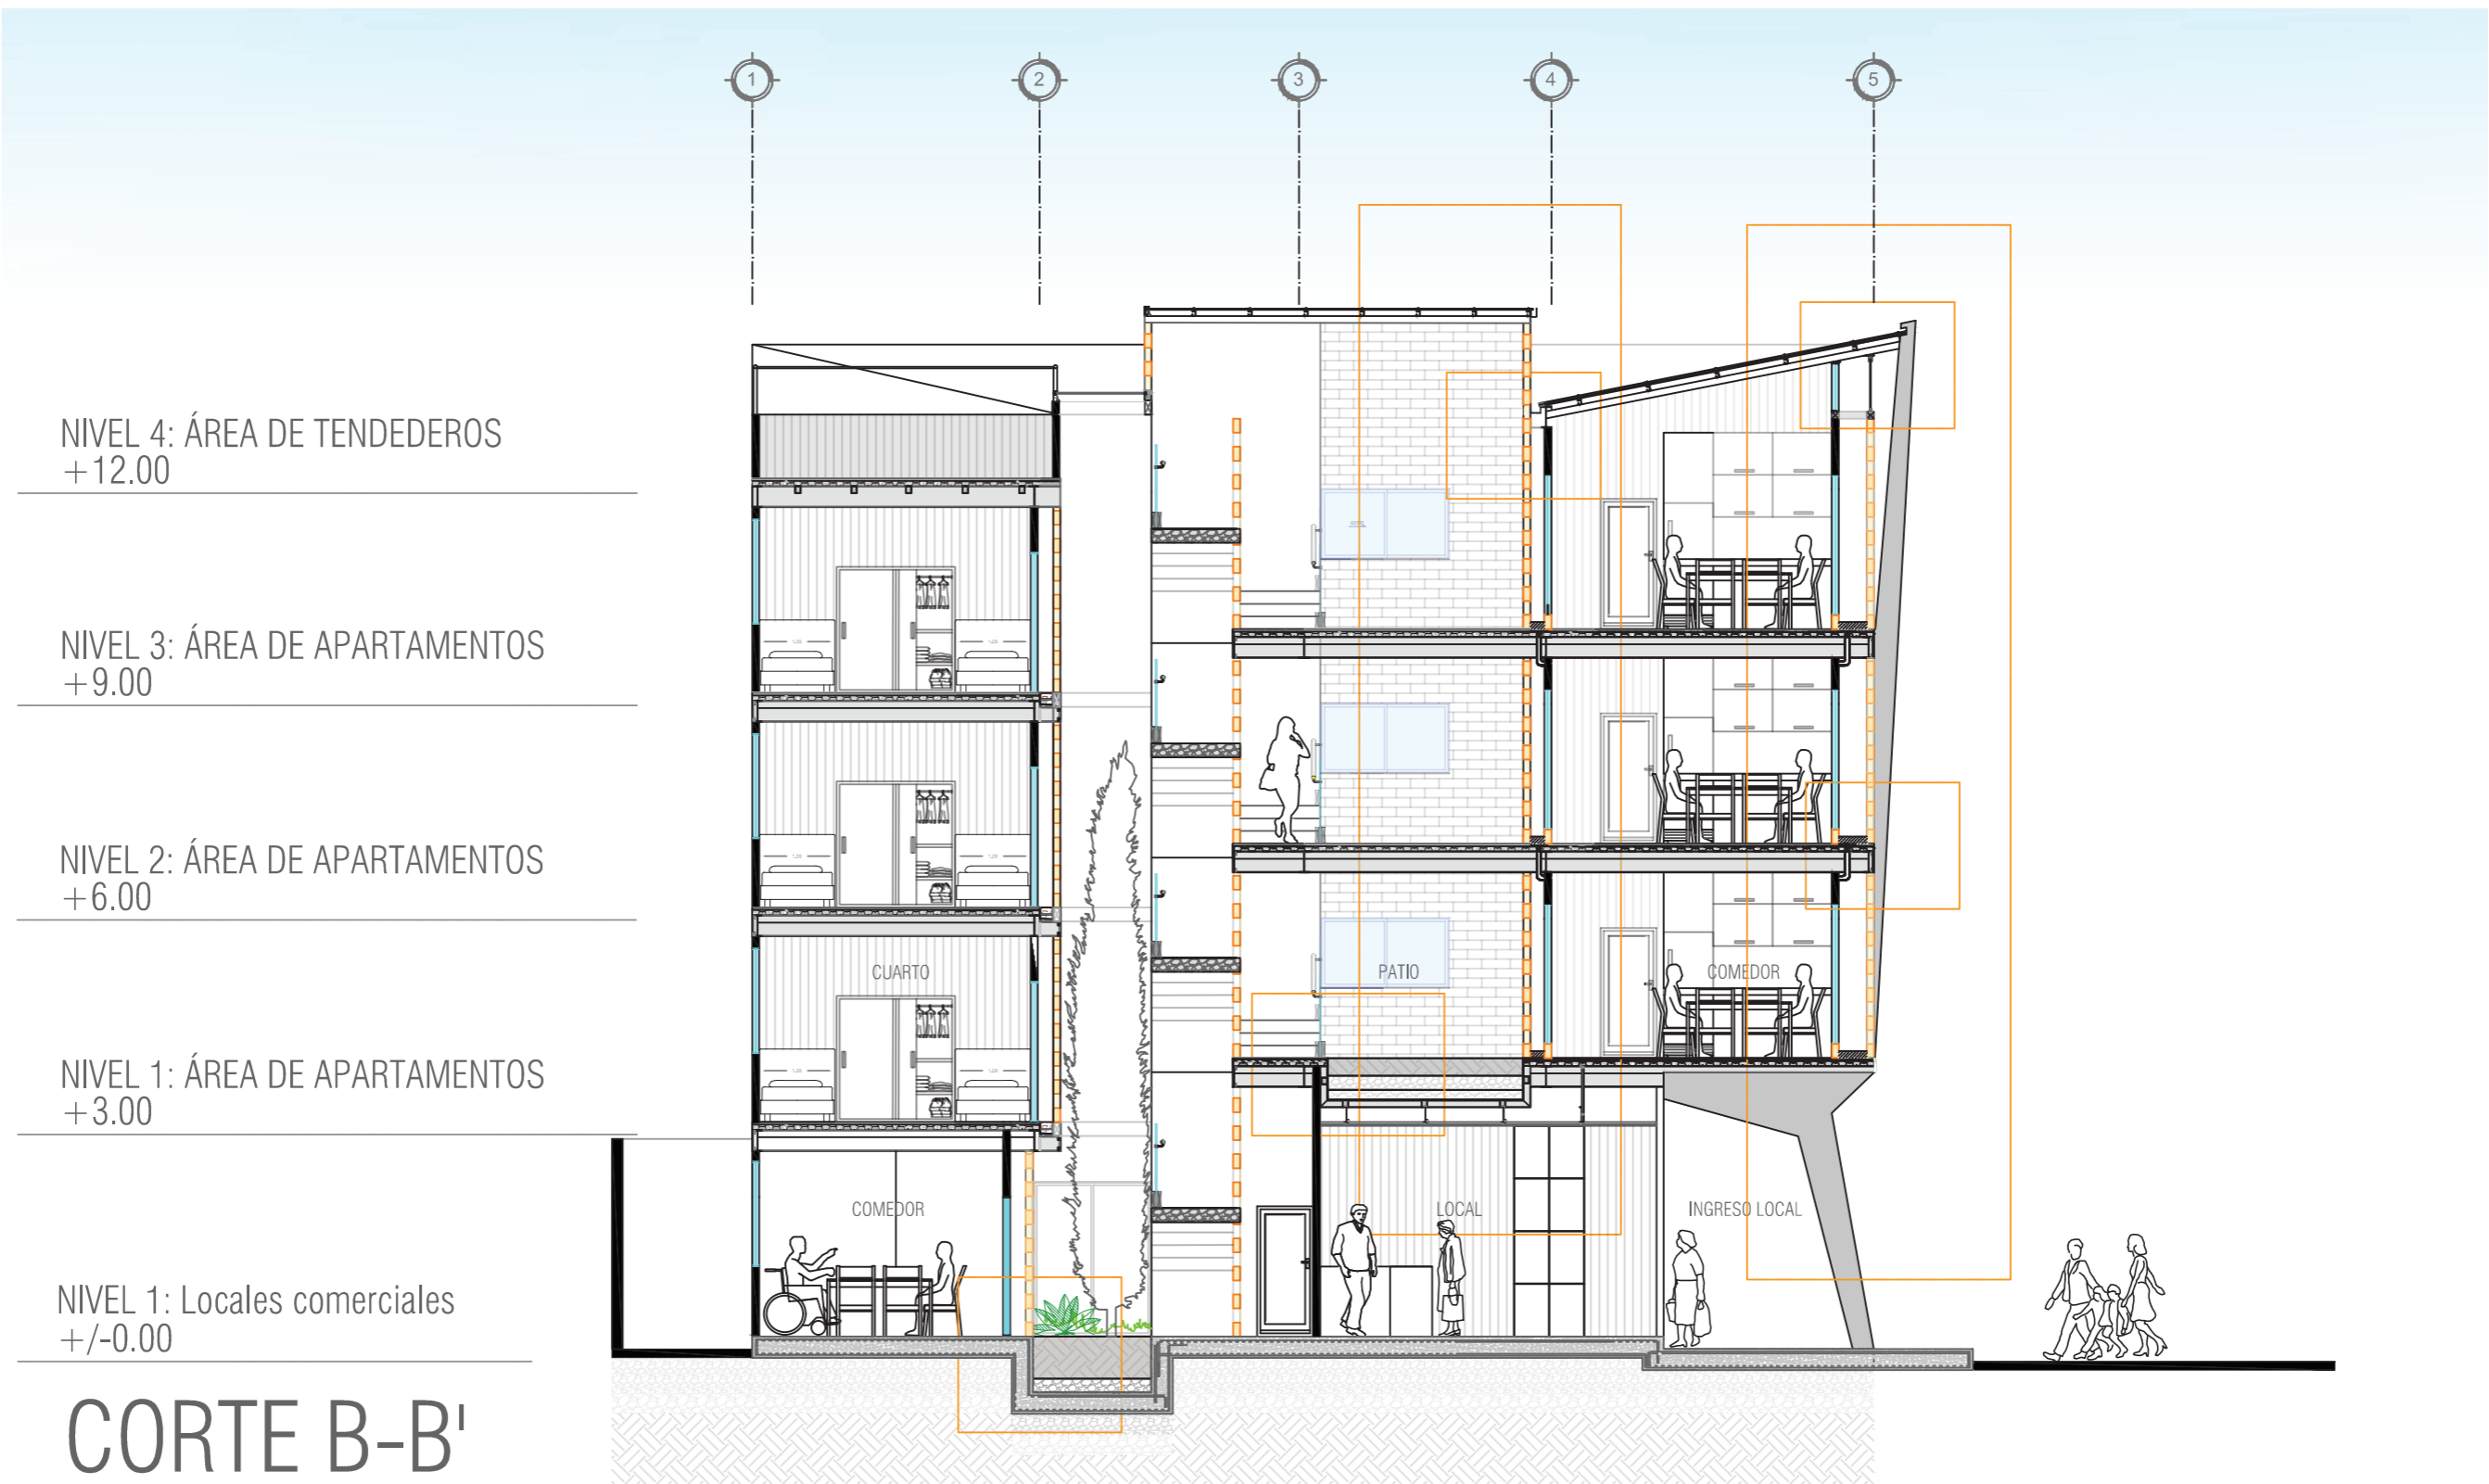 1 2 3 4 5
NIVEL 4: ÁREA DE TENDEDEROS
+12.00
NIVEL 3: ÁREA DE APARTAMENTOS
+9.00
NIVEL 2: ÁREA DE APARTAMENTOS
+6.00
CUARTO PATIO COMEDOR
NIVEL 1: ÁREA DE APARTAMENTOS
+3.00
COMEDOR LOCAL INGRESO LOCAL
NIVEL 1: Locales comerciales
+/-0.00
CORTE B-B'